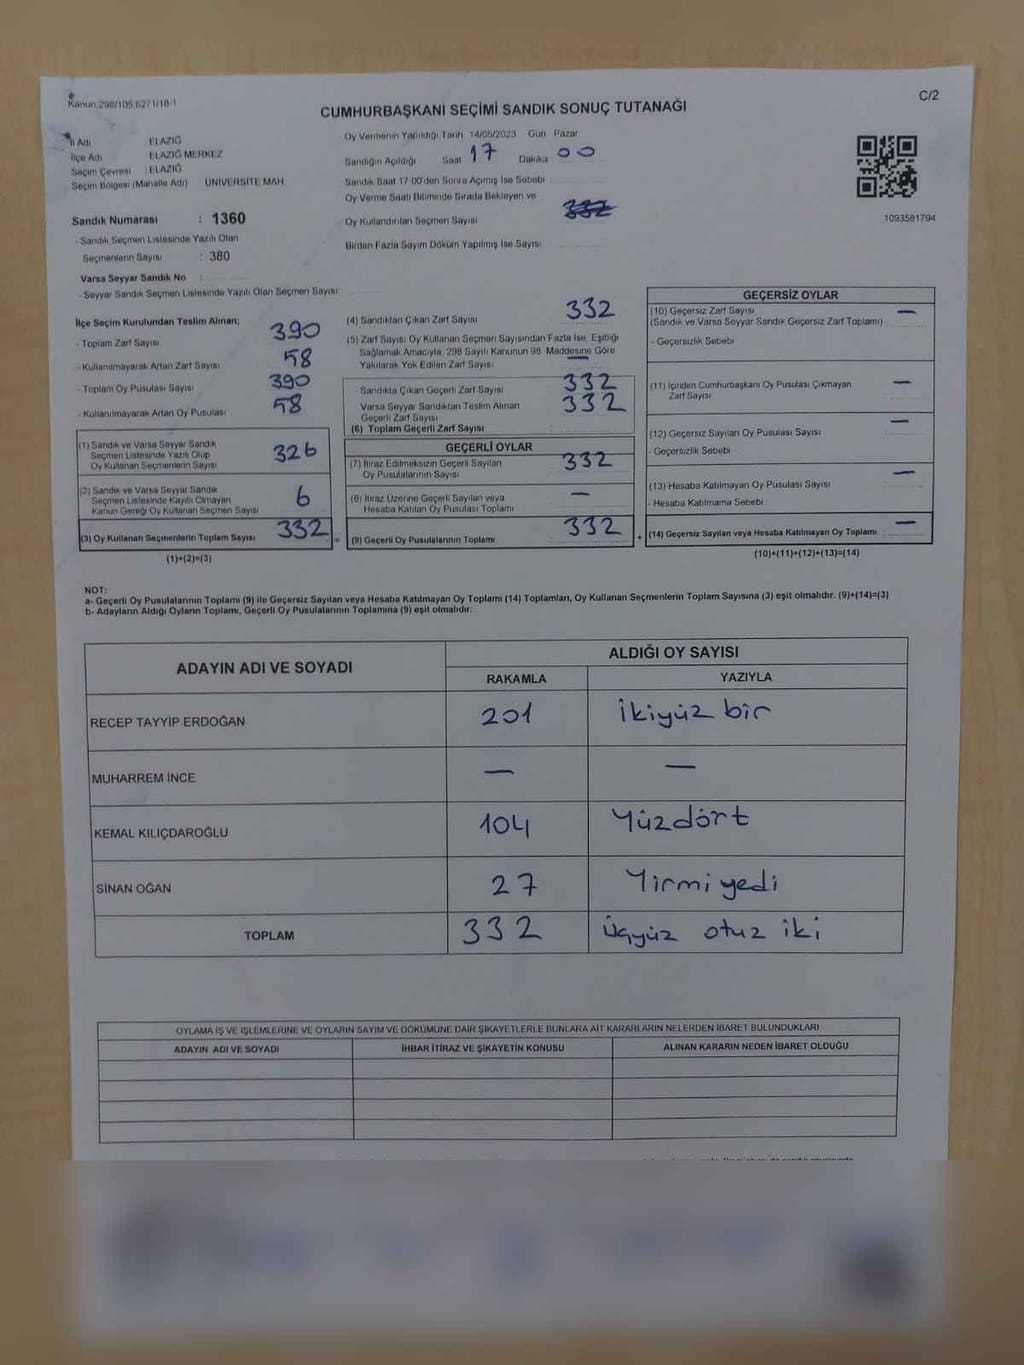 Kanun:298/105,627/1/18-1
C/2
CUMHURBAŞKANI SEÇİMİ SANDIK SONUÇ TUTANAĞI
İl Adı ELAZIĞ
İlçe Adı ELAZIĞ MERKEZ
Seçim Çevresi : ELAZIĞ
Seçim Bölgesi (Mahalle Adı) ÜNİVERSİTE MAH.
Sandık Numarası : 1360
- Sandık Seçmen Listesinde Yazılı Olan
Seçmenlerin Sayısı : 380
Varsa Seyyar Sandık No :
- Seyyar Sandık Seçmen Listesinde Yazılı Olan Seçmen Sayısı:
Oy Vermenin Yapıldığı Tarih 14/05/2023 Gün Pazar
Sandığın Açıldığı Saat 17 Dakika 00
Sandık Saat 17.00'den Sonra Açımış İse Sebebi
Oy Verme Saati Bitiminde Sırada Bekleyen ve
Oy Kullandırılan Seçmen Sayısı 332
Birden Fazla Sayım Döküm Yapılmış İse Sayısı
1093581794
İlçe Seçim Kurulundan Teslim Alınan;
- Toplam Zarf Sayısı 390
- Kullanılmayarak Artan Zarf Sayısı 58
- Toplam Oy Pusulası Sayısı 390
- Kullanılmayarak Artan Oy Pusulası 58
(1) Sandık ve Varsa Seyyar Sandık
Seçmen Listesinde Yazılı Olup
Oy Kullanan Seçmenlerin Sayısı 326
(2) Sandık ve Varsa Seyyar Sandık
Seçmen Listesinde Kayıtlı Olmayan
Kanun Gereği Oy Kullanan Seçmen Sayısı 6
(3) Oy Kullanan Seçmenlerin Toplam Sayısı 332
(1)+(2)=(3)
(4) Sandıktan Çıkan Zarf Sayısı 332
(5) Zarf Sayısı Oy Kullanan Seçmen Sayısından Fazla İse, Eşitliği
Sağlamak Amacıyla, 298 Sayılı Kanunun 98. Maddesine Göre
Yakılarak Yok Edilen Zarf Sayısı —
Sandıkta Çıkan Geçerli Zarf Sayısı 332
Varsa Seyyar Sandıktan Teslim Alınan 332
Geçerli Zarf Sayısı
(6) Toplam Geçerli Zarf Sayısı
GEÇERLİ OYLAR
(7) İtiraz Edilmeksizin Geçerli Sayılan 332
Oy Pusulalarının Sayısı
(8) İtiraz Üzerine Geçerli Sayılan veya —
Hesaba Katılan Oy Pusulası Toplamı
= (9) Geçerli Oy Pusulalarının Toplamı 332
GEÇERSİZ OYLAR
(10) Geçersiz Zarf Sayısı —
(Sandık ve Varsa Seyyar Sandık Geçersiz Zarf Toplamı)
- Geçersizlik Sebebi
(11) İçinden Cumhurbaşkanı Oy Pusulası Çıkmayan —
Zarf Sayısı
(12) Geçersiz Sayılan Oy Pusulası Sayısı —
- Geçersizlik Sebebi
(13) Hesaba Katılmayan Oy Pusulası Sayısı —
- Hesaba Katılmama Sebebi
+ (14) Geçersiz Sayılan veya Hesaba Katılmayan Oy Toplamı —
(10)+(11)+(12)+(13)=(14)
NOT:
a- Geçerli Oy Pusulalarının Toplamı (9) ile Geçersiz Sayılan veya Hesaba Katılmayan Oy Toplamı (14) Toplamları, Oy Kullanan Seçmenlerin Toplam Sayısına (3) eşit olmalıdır. (9)+(14)=(3)
b- Adayların Aldığı Oyların Toplamı, Geçerli Oy Pusulalarının Toplamına (9) eşit olmalıdır.
ADAYIN ADI VE SOYADI ALDIĞI OY SAYISI
RAKAMLA YAZIYLA
RECEP TAYYİP ERDOĞAN 201 İkiyüz bir
MUHARREM İNCE — —
KEMAL KILIÇDAROĞLU 104 Yüzdört
SİNAN OĞAN 27 Yirmi yedi
TOPLAM 332 Üçyüz otuz iki
OYLAMA İŞ VE İŞLEMLERİNE VE OYLARIN SAYIM VE DÖKÜMÜNE DAİR ŞİKAYETLERLE BUNLARA AİT KARARLARIN NELERDEN İBARET BULUNDUKLARI
ADAYIN ADI VE SOYADI İHBAR İTİRAZ VE ŞİKAYETİN KONUSU ALINAN KARARIN NEDEN İBARET OLDUĞU